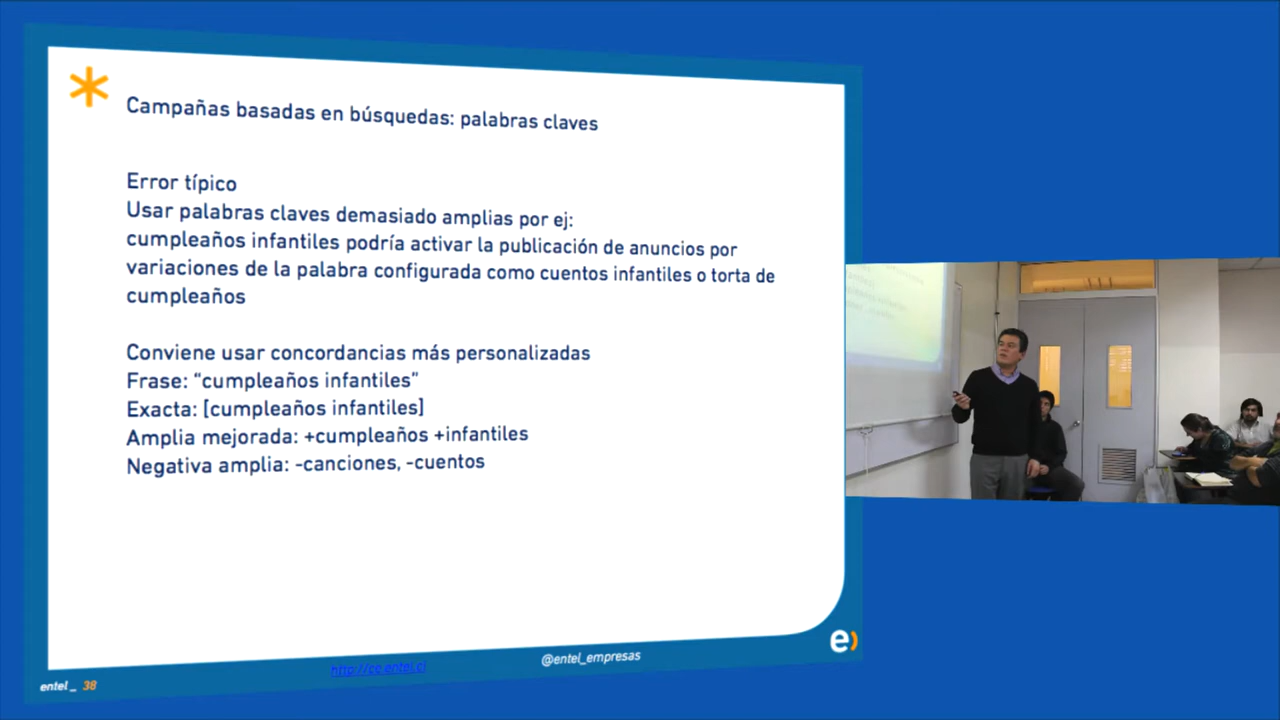 Campañas basadas en búsquedas: palabras claves
Error típico
Usar palabras claves demasiado amplias por ej:
cumpleaños infantiles podría activar la publicación de anuncios por
variaciones de la palabra configurada como cuentos infantiles o torta de
cumpleaños
Conviene usar concordancias más personalizadas
Frase: “cumpleaños infantiles”
Exacta: [cumpleaños infantiles]
Amplia mejorada: +cumpleaños +infantiles
Negativa amplia: -canciones, -cuentos
e)
http://ce.entel.cl
@entel_empresas
entel_ 38